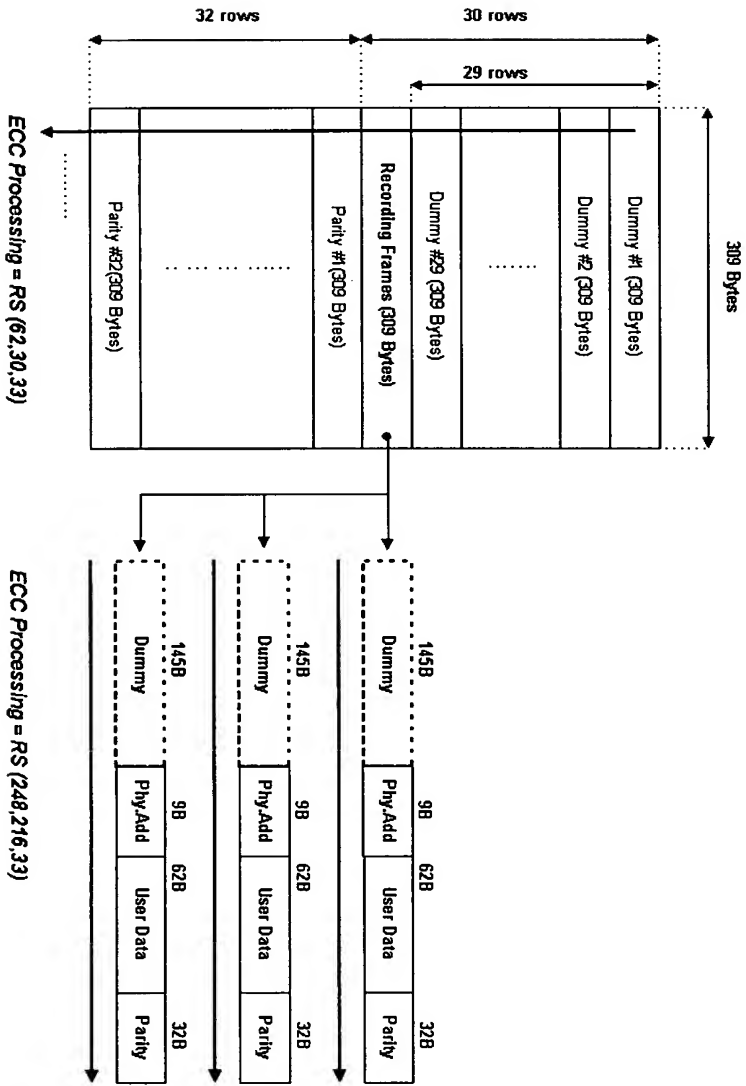 309 Bytes
29 rows
30 rows
32 rows
Dummy #1 (309 Bytes)
Dummy #2 (309 Bytes)
........
Dummy #29 (309 Bytes)
Recording Frames (309 Bytes)
Parity #1(309 Bytes)
... ... ... ......
Parity #32(309 Bytes)
ECC Processing = RS (62,30,33)
145B 9B 62B 32B
Dummy Phy.Add User Data Parity
145B 9B 62B 32B
Dummy Phy.Add User Data Parity
145B 9B 62B 32B
Dummy Phy.Add User Data Parity
ECC Processing = RS (248,216,33)